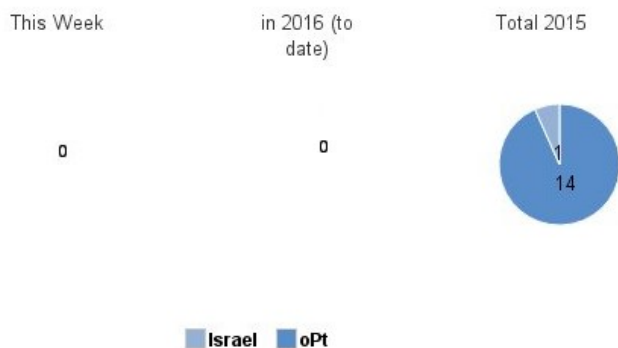 This Week
in 2016 (to
date)
Total 2015
0
0
1
14
Israel
oPt